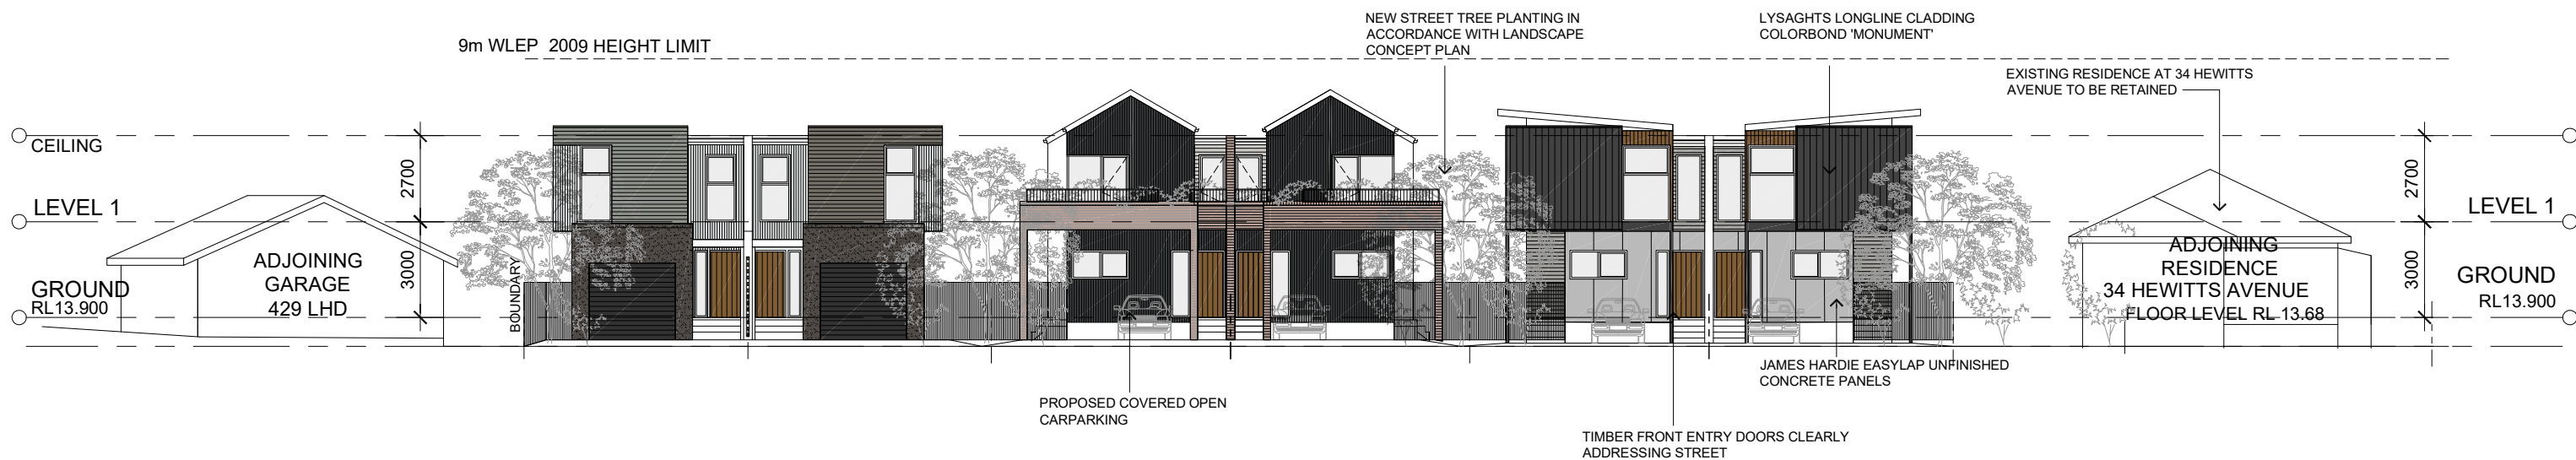 NEW STREET TREE PLANTING IN
ACCORDANCE WITH LANDSCAPE
CONCEPT PLAN
LYSAGHTS LONGLINE CLADDING
COLORBOND 'MONUMENT'
9m WLEP 2009 HEIGHT LIMIT
EXISTING RESIDENCE AT 34 HEWITTS
AVENUE TO BE RETAINED
CEILING
2700
2700
LEVEL 1
LEVEL 1
ADJOINING
GARAGE
429 LHD
3000
BOUNDARY
ADJOINING
RESIDENCE
34 HEWITTS AVENUE
FLOOR LEVEL RL 13.68
3000
GROUND
RL13.900
GROUND
RL13.900
JAMES HARDIE EASYLAP UNFINISHED
CONCRETE PANELS
PROPOSED COVERED OPEN
CARPARKING
TIMBER FRONT ENTRY DOORS CLEARLY
ADDRESSING STREET